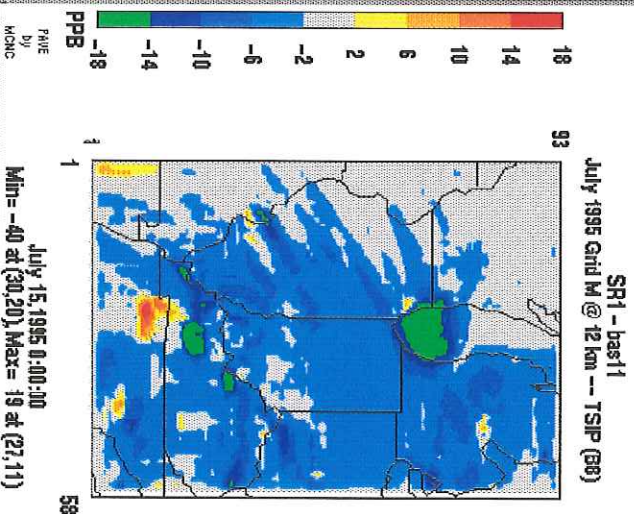 SR1 - bas11
July 1995 Grid M @ 12 km --- TSIP (B8)
93
18
14
10
6
2
-2
-6
-10
-14
-18
PPB
1
1
58
PAVE
by
MCNC
July 15,1995 0:00:00
Min= -40 at (30,20), Max= 19 at (27,11)